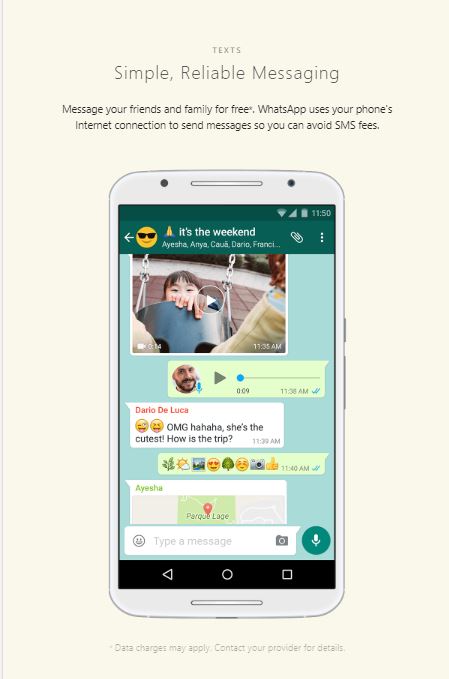 TEXTS
Simple, Reliable Messaging
Message your friends and family for free*. WhatsApp uses your phone's
Internet connection to send messages so you can avoid SMS fees.
11:50
🙏 it's the weekend
Ayesha, Anya, Cauã, Dario, Franci...
0:14
11:35 AM
0:09
11:38 AM
Dario De Luca
😜😝 OMG hahaha, she's the
cutest! How is the trip?
11:39 AM
🌿🌤🏞😍🌳☺📷👍 11:40 AM
Ayesha
Parque Lage
Type a message
* Data charges may apply. Contact your provider for details.